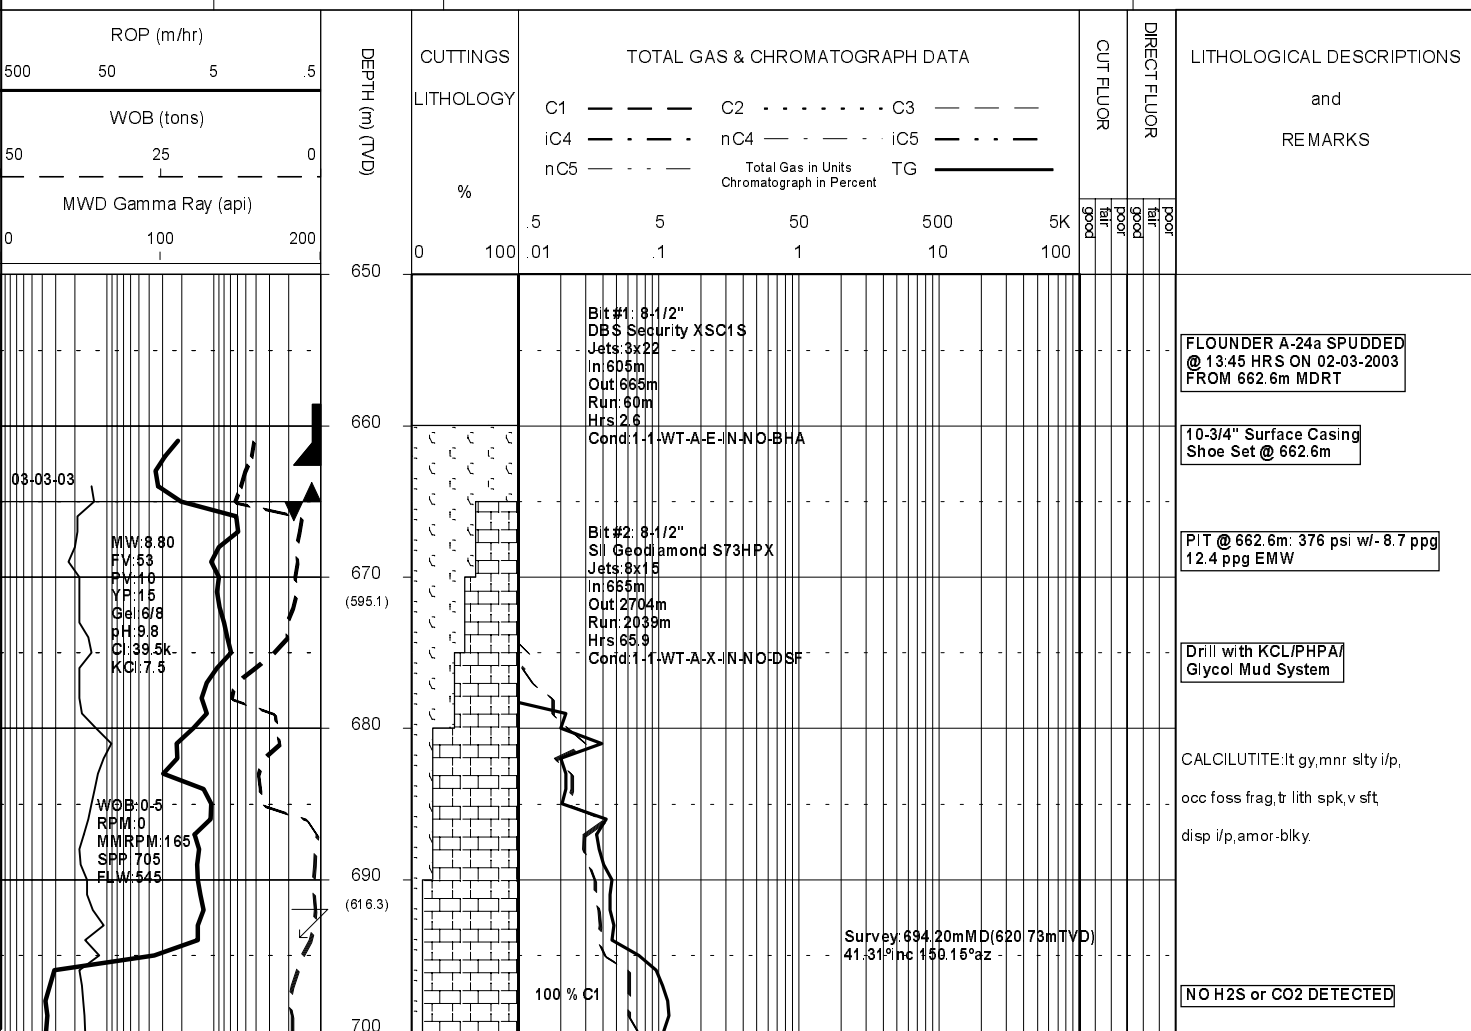 ROP (m/hr)
500 50 5 .5
WOB (tons)
50 25 0
MWD Gamma Ray (api)
0 100 200
DEPTH (m) (TVD)
CUTTINGS
LITHOLOGY
%
0 100
TOTAL GAS & CHROMATOGRAPH DATA
C1 C2 C3
iC4 nC4 iC5
nC5 Total Gas in Units TG
Chromatograph in Percent
.5 5 50 500 5K
.01 .1 1 10 100
CUT FLUOR
good fair poor
DIRECT FLUOR
good fair poor
LITHOLOGICAL DESCRIPTIONS
and
REMARKS
650
660
670
(595.1)
680
690
(616.3)
700
03-03-03
MW:8.80
FV:53
PV:10
YP:15
Gel:6/8
pH:9.8
Cl:39.5k
KCl:7.5
WOB:0-5
RPM:0
MMRPM:165
SPP 705
FLW:545
Bit #1: 8-1/2"
DBS Security XSC1S
Jets:3x22
In:605m
Out 665m
Run:60m
Hrs 2.6
Cond:1-1-WT-A-E-IN-NO-BHA
Bit #2: 8-1/2"
SII Geodiamond S73HPX
Jets:8x15
In:665m
Out 2704m
Run:2039m
Hrs 65.9
Cond:1-1-WT-A-X-IN-NO-DSF
Survey:694.20mMD(620.73mTVD)
41.31ºinc 150.15ºaz
100 % C1
FLOUNDER A-24a SPUDDED
@ 13:45 HRS ON 02-03-2003
FROM 662.6m MDRT
10-3/4" Surface Casing
Shoe Set @ 662.6m
PIT @ 662.6m: 376 psi w/- 8.7 ppg
12.4 ppg EMW
Drill with KCL/PHPA/
Glycol Mud System
CALCILUTITE:lt gy,mnr slty i/p,
occ foss frag,tr lith spk,v sft,
disp i/p,amor-blky.
NO H2S or CO2 DETECTED